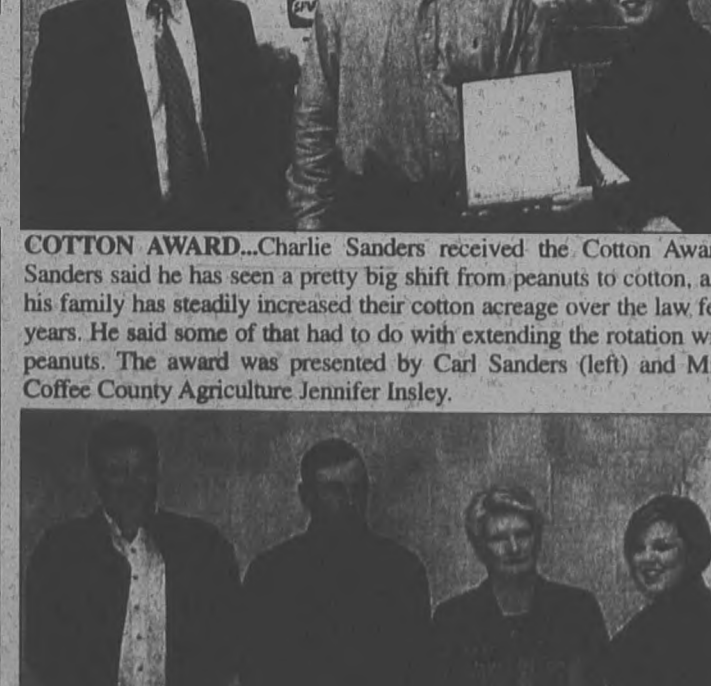 COTTON AWARD...Charlie Sanders received the Cotton Awar
Sanders said he has seen a pretty big shift from peanuts to cotton, a
his family has steadily increased their cotton acreage over the law fe
years. He said some of that had to do with extending the rotation w
peanuts. The award was presented by Carl Sanders (left) and M
Coffee County Agriculture Jennifer Insley.